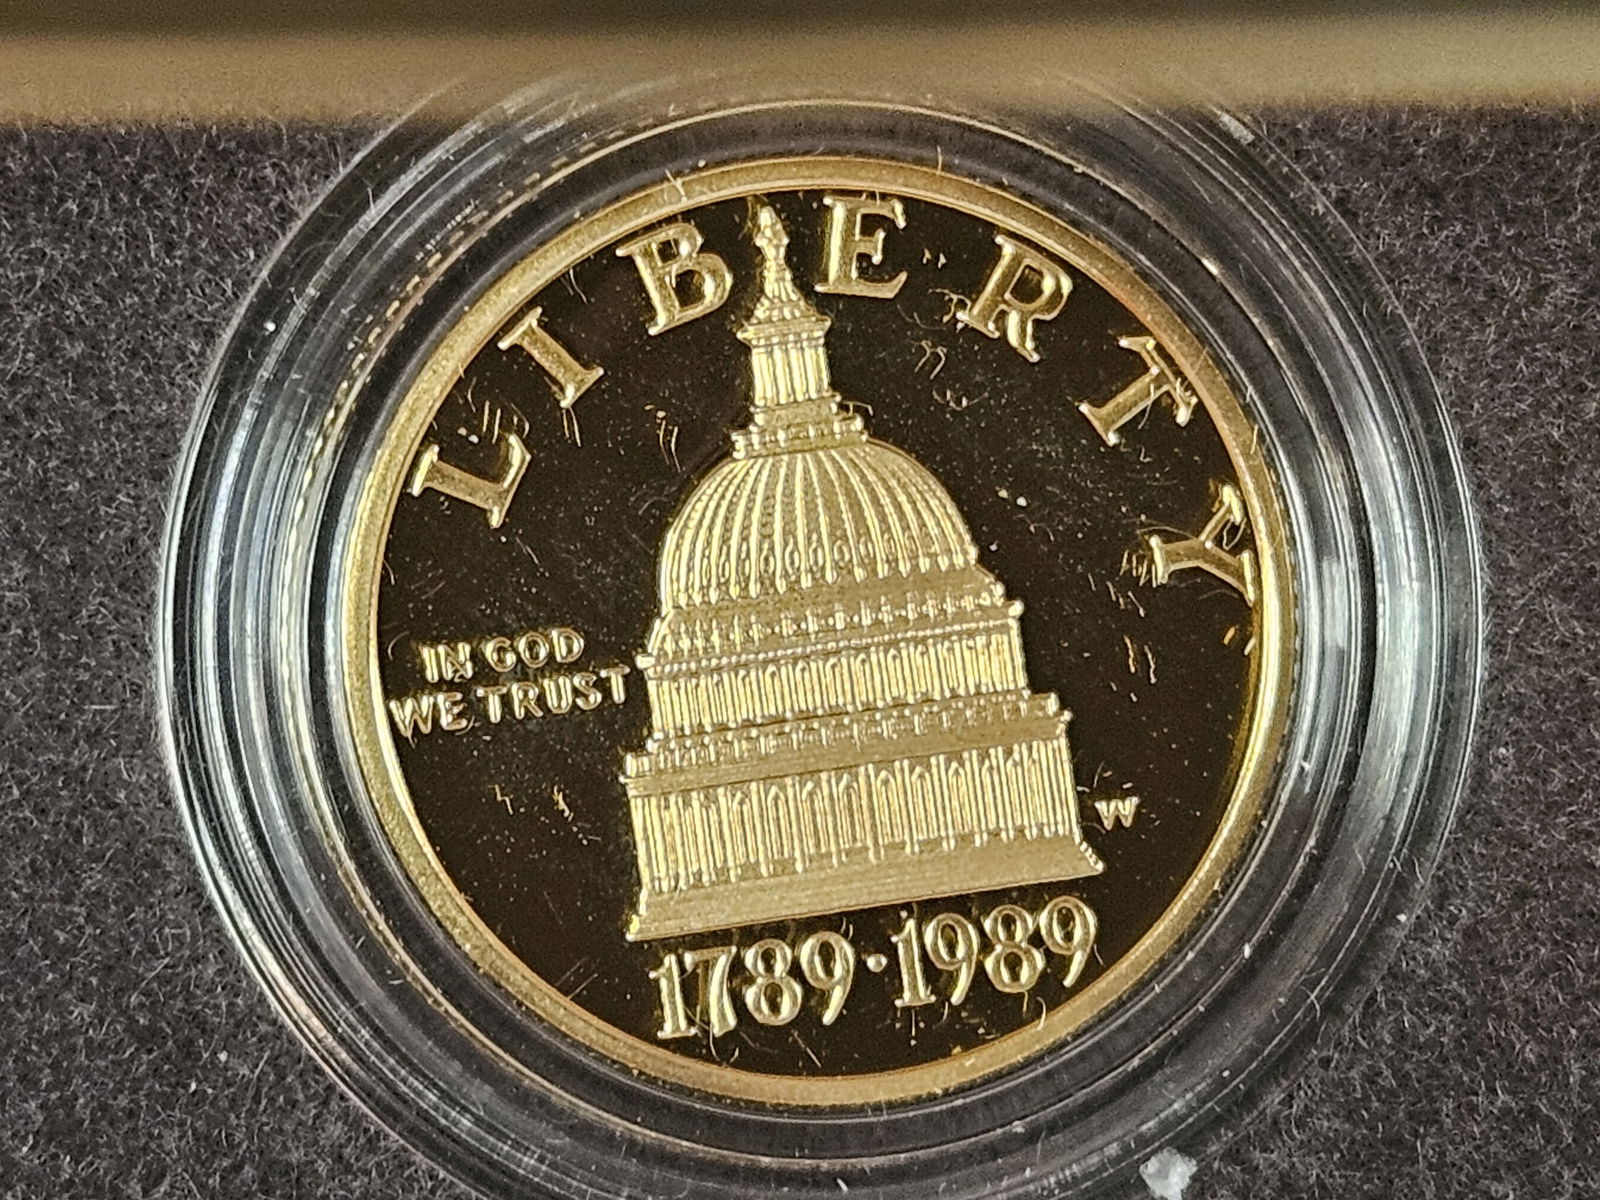 LIBERTY
IN GOD
WE TRUST
W
1789·1989